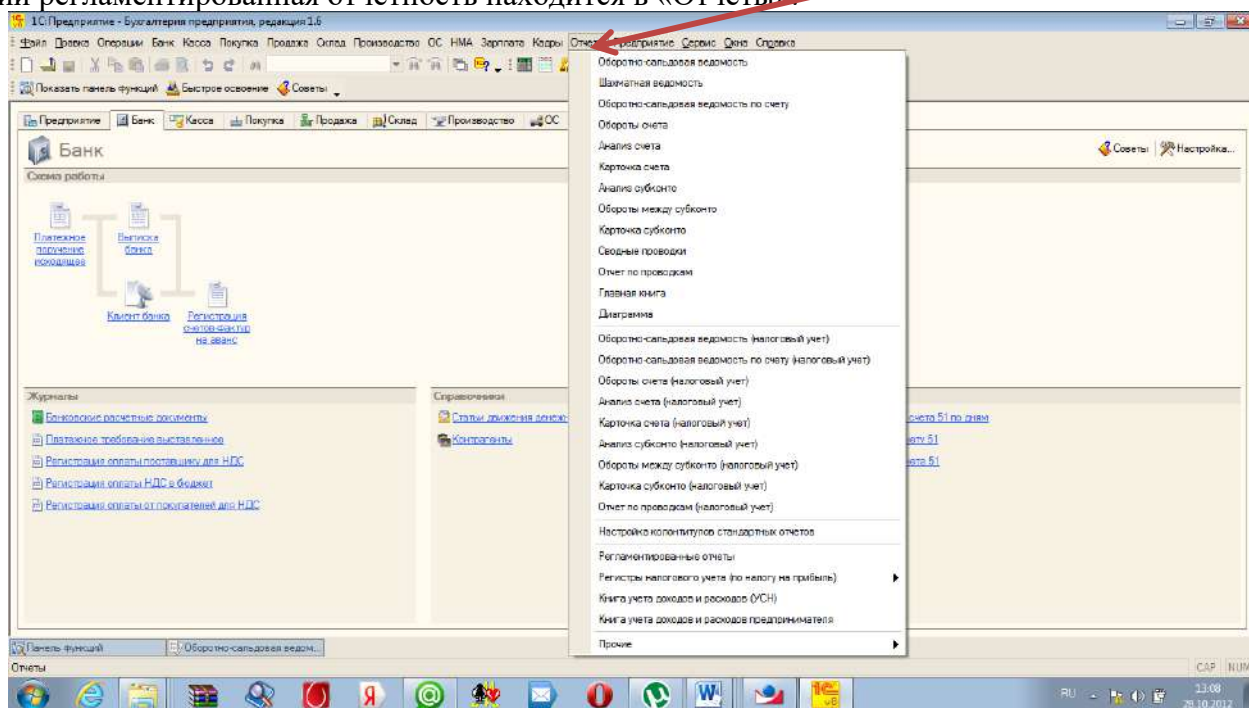 ии регламентированная отчетность находится в «Отчеты».
1С:Предприятие - Бухгалтерия предприятия, редакция 1.6
Файл Правка Операции Банк Касса Покупка Продажа Склад Производство ОС НМА Зарплата Кадры Отчеты Предприятие Сервис Окна Справка
Показать панель функций Быстрое освоение Советы
Предприятие Банк Касса Покупка Продажа Склад Производство ОС
Банк
Советы Настройка...
Схема работы
Платежное поручение исходящее
Выписка банка
Клиент банка
Регистрация счетов-фактур на аванс
Журналы
Банковские расчетные документы
Платежное требование выставленное
Регистрация оплаты поставщику для НДС
Регистрация оплаты НДС в бюджет
Регистрация оплаты от покупателей для НДС
Справочники
Статьи движения денеж
Контрагенты
счета 51 по дням
ету 51
ета 51
Оборотно-сальдовая ведомость
Шахматная ведомость
Оборотно-сальдовая ведомость по счету
Обороты счета
Анализ счета
Карточка счета
Анализ субконто
Обороты между субконто
Карточка субконто
Сводные проводки
Отчет по проводкам
Главная книга
Диаграмма
Оборотно-сальдовая ведомость (налоговый учет)
Оборотно-сальдовая ведомость по счету (налоговый учет)
Обороты счета (налоговый учет)
Анализ счета (налоговый учет)
Карточка счета (налоговый учет)
Анализ субконто (налоговый учет)
Обороты между субконто (налоговый учет)
Карточка субконто (налоговый учет)
Отчет по проводкам (налоговый учет)
Настройка колонтитулов стандартных отчетов
Регламентированные отчеты
Регистры налогового учета (по налогу на прибыль)
Книга учета доходов и расходов (УСН)
Книга учета доходов и расходов предпринимателя
Прочие
Панель функций Оборотно-сальдовая ведом...
Отчеты
CAP NUM
RU
13:08
29.10.2012